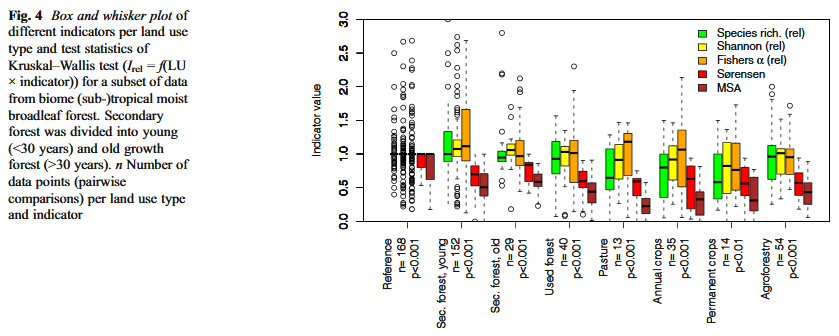 Fig. 4 Box and whisker plot of
different indicators per land use
type and test statistics of
Kruskal–Wallis test (Irel = f(LU
× indicator)) for a subset of data
from biome (sub-)tropical moist
broadleaf forest. Secondary
forest was divided into young
(<30 years) and old growth
forest (>30 years). n Number of
data points (pairwise
comparisons) per land use type
and indicator
Indicator value
3.0
2.5
2.0
1.5
1.0
0.5
0.0
Species rich. (rel)
Shannon (rel)
Fishers α (rel)
Sørensen
MSA
Reference
n= 168
p<0.001
Sec. forest, young
n= 152
p<0.001
Sec. forest, old
n= 29
p<0.001
Used forest
n= 40
p<0.001
Pasture
n= 13
p<0.001
Annual crops
n= 35
p<0.001
Permanent crops
n= 14
p<0.01
Agroforestry
n= 54
p<0.001